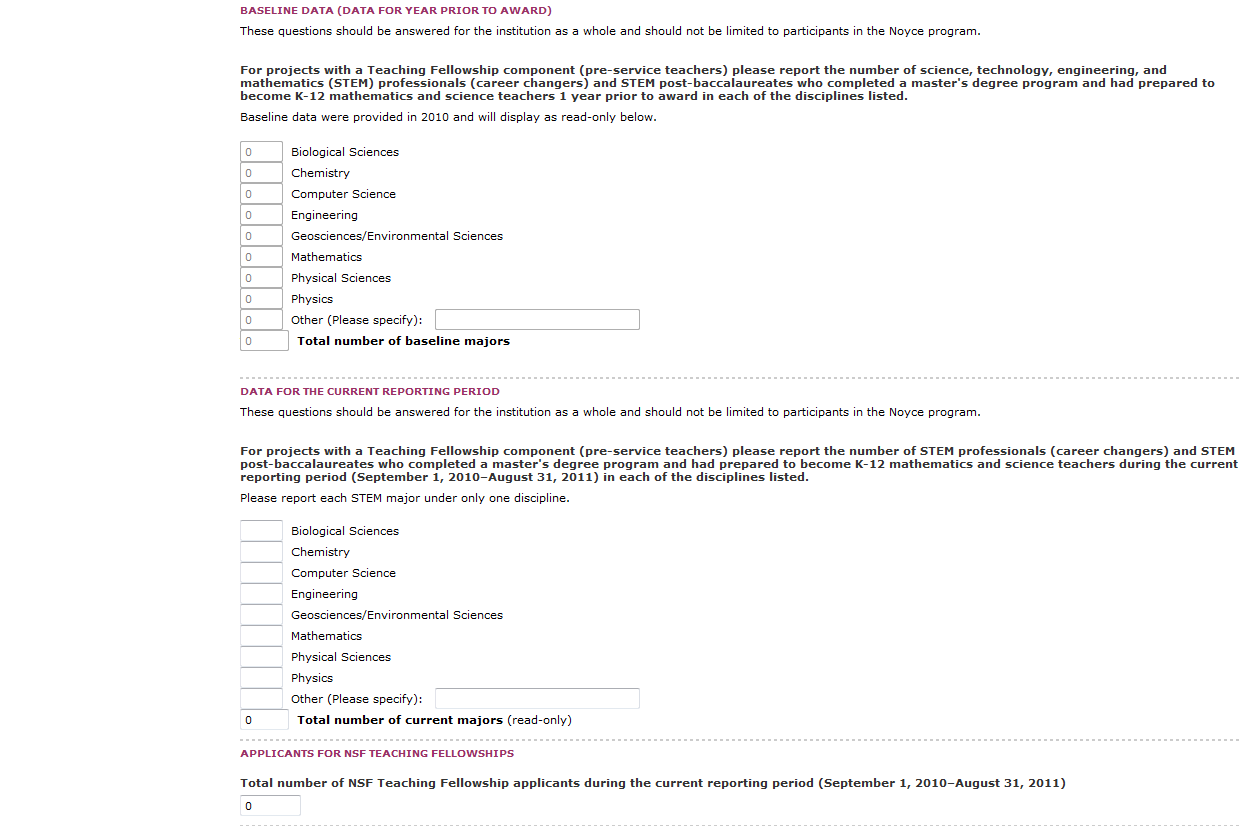 BASELINE DATA (DATA FOR YEAR PRIOR TO AWARD)
These questions should be answered for the institution as a whole and should not be limited to participants in the Noyce program.
For projects with a Teaching Fellowship component (pre-service teachers) please report the number of science, technology, engineering, and
mathematics (STEM) professionals (career changers) and STEM post-baccalaureates who completed a master's degree program and had prepared to
become K-12 mathematics and science teachers 1 year prior to award in each of the disciplines listed.
Baseline data were provided in 2010 and will display as read-only below.
0 Biological Sciences
0 Chemistry
0 Computer Science
0 Engineering
0 Geosciences/Environmental Sciences
0 Mathematics
0 Physical Sciences
0 Physics
0 Other (Please specify):
0 Total number of baseline majors
DATA FOR THE CURRENT REPORTING PERIOD
These questions should be answered for the institution as a whole and should not be limited to participants in the Noyce program.
For projects with a Teaching Fellowship component (pre-service teachers) please report the number of STEM professionals (career changers) and STEM
post-baccalaureates who completed a master's degree program and had prepared to become K-12 mathematics and science teachers during the current
reporting period (September 1, 2010–August 31, 2011) in each of the disciplines listed.
Please report each STEM major under only one discipline.
Biological Sciences
Chemistry
Computer Science
Engineering
Geosciences/Environmental Sciences
Mathematics
Physical Sciences
Physics
Other (Please specify):
0 Total number of current majors (read-only)
APPLICANTS FOR NSF TEACHING FELLOWSHIPS
Total number of NSF Teaching Fellowship applicants during the current reporting period (September 1, 2010–August 31, 2011)
0